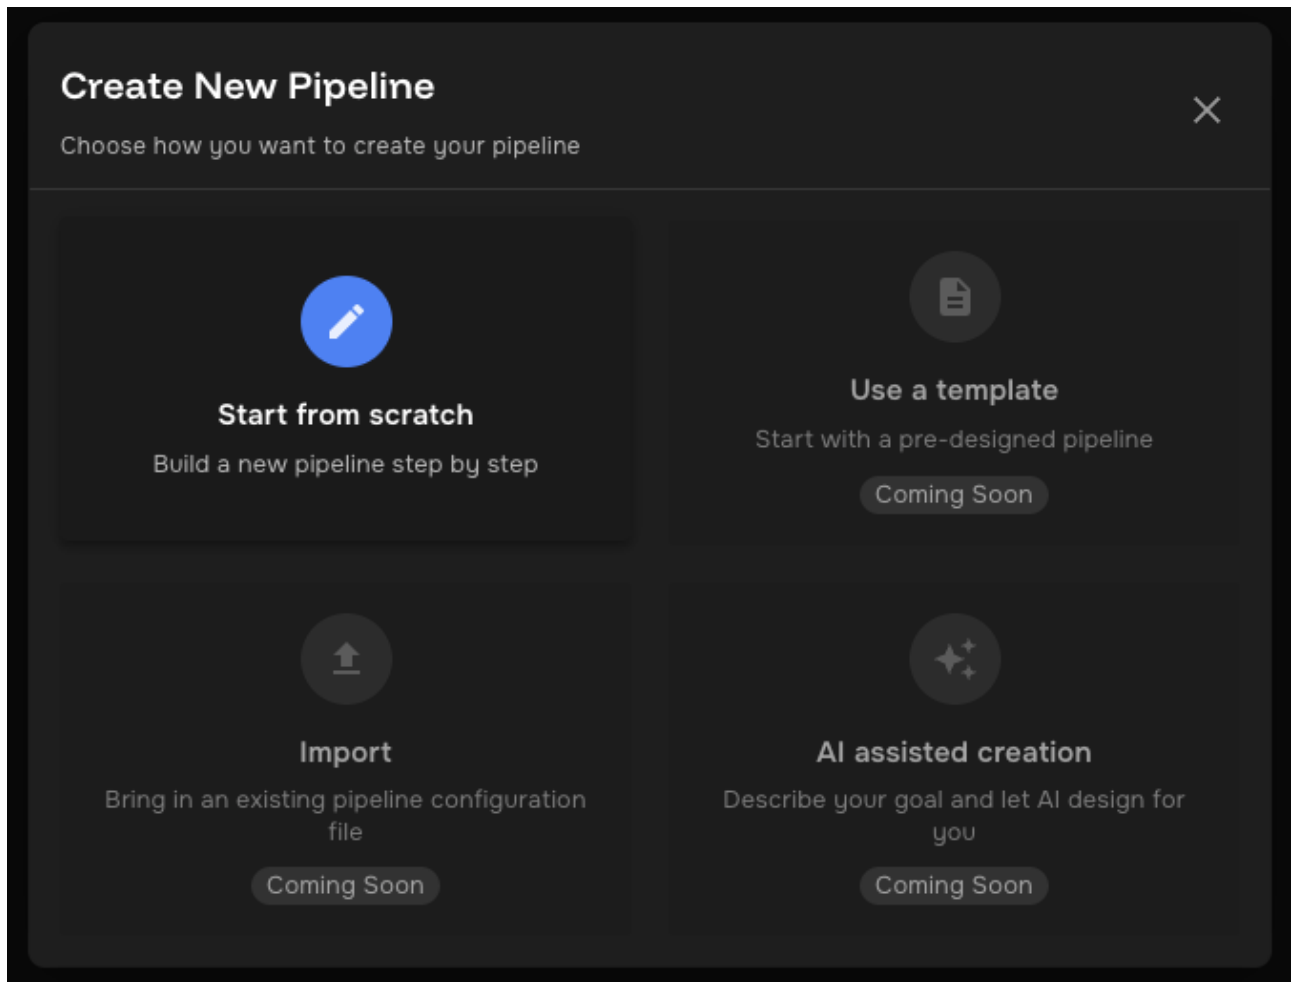 Create New Pipeline
Choose how you want to create your pipeline
Start from scratch
Build a new pipeline step by step
Use a template
Start with a pre-designed pipeline
Coming Soon
Import
Bring in an existing pipeline configuration
file
Coming Soon
AI assisted creation
Describe your goal and let AI design for
you
Coming Soon